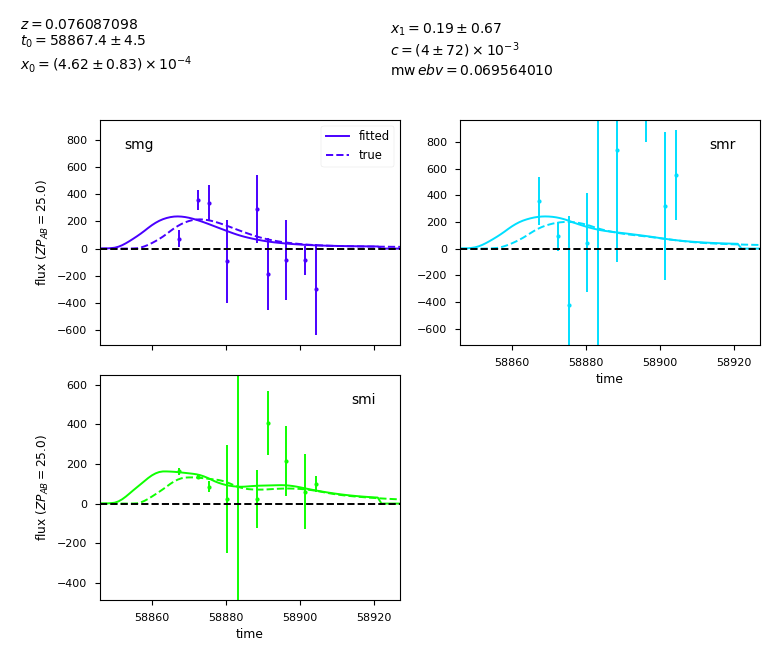 z = 0.076087098
t₀ = 58867.4 ± 4.5
x₀ = (4.62 ± 0.83) × 10⁻⁴
x₁ = 0.19 ± 0.67
c = (4 ± 72) × 10⁻³
mw ebv = 0.069564010
800
600
400
200
0
−200
−400
−600
flux (ZP_AB = 25.0)
smg
fitted
true
800
600
400
200
0
−200
−400
−600
smr
58860 58880 58900 58920
time
600
400
200
0
−200
−400
flux (ZP_AB = 25.0)
smi
58860 58880 58900 58920
time